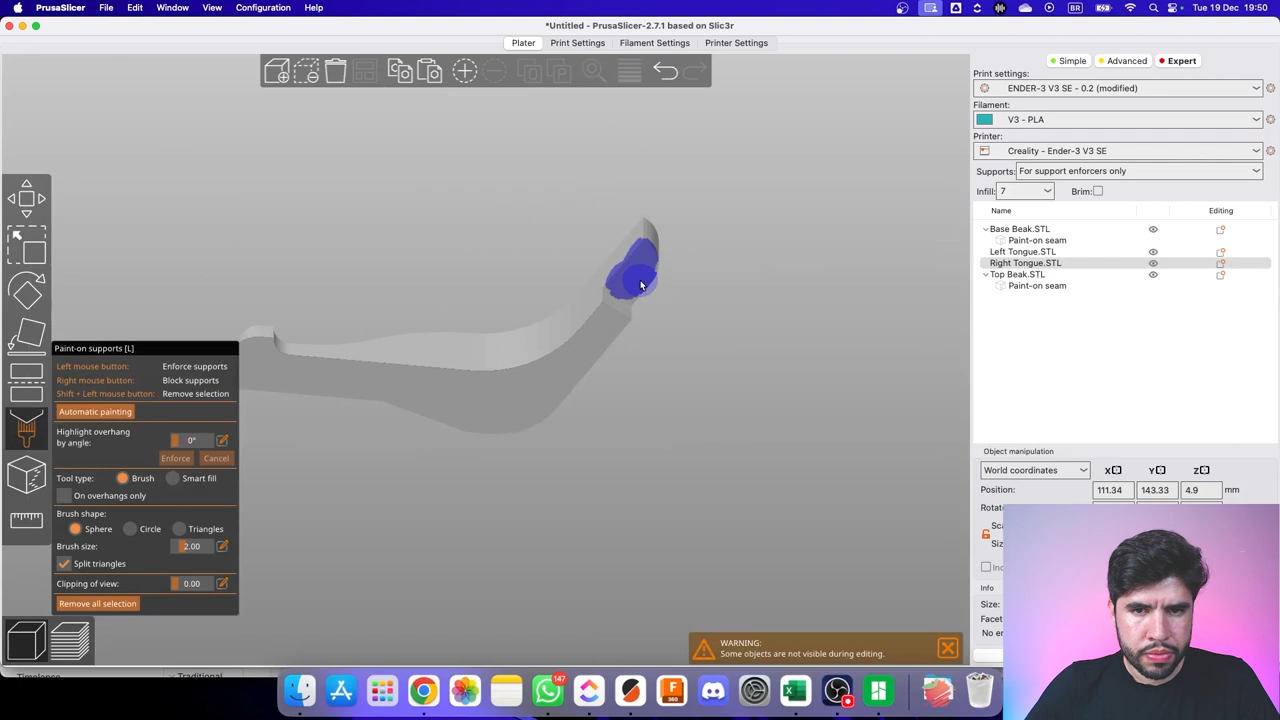 PrusaSlicer File Edit Window View Configuration Help BR Tue 19 Dec 19:50
*Untitled - PrusaSlicer-2.7.1 based on Slic3r
Plater Print Settings Filament Settings Printer Settings
Simple Advanced Expert
Print settings:
ENDER-3 V3 SE - 0.2 (modified)
Filament:
V3 - PLA
Printer:
Creality - Ender-3 V3 SE
Supports: For support enforcers only
Infill: 7 Brim:
Name Editing
Base Beak.STL
Paint-on seam
Left Tongue.STL
Right Tongue.STL
Top Beak.STL
Paint-on seam
Paint-on supports [L]
Left mouse button: Enforce supports
Right mouse button: Block supports
Shift + Left mouse button: Remove selection
Automatic painting
Highlight overhang
by angle: 0°
Enforce Cancel
Tool type: Brush Smart fill
On overhangs only
Brush shape:
Sphere Circle Triangles
Brush size: 2.00
Split triangles
Clipping of view: 0.00
Remove all selection
Object manipulation
World coordinates X Y Z
Position: 111.34 143.33 4.9 mm
Info
Size:
WARNING:
Some objects are not visible during editing.
147
F
360